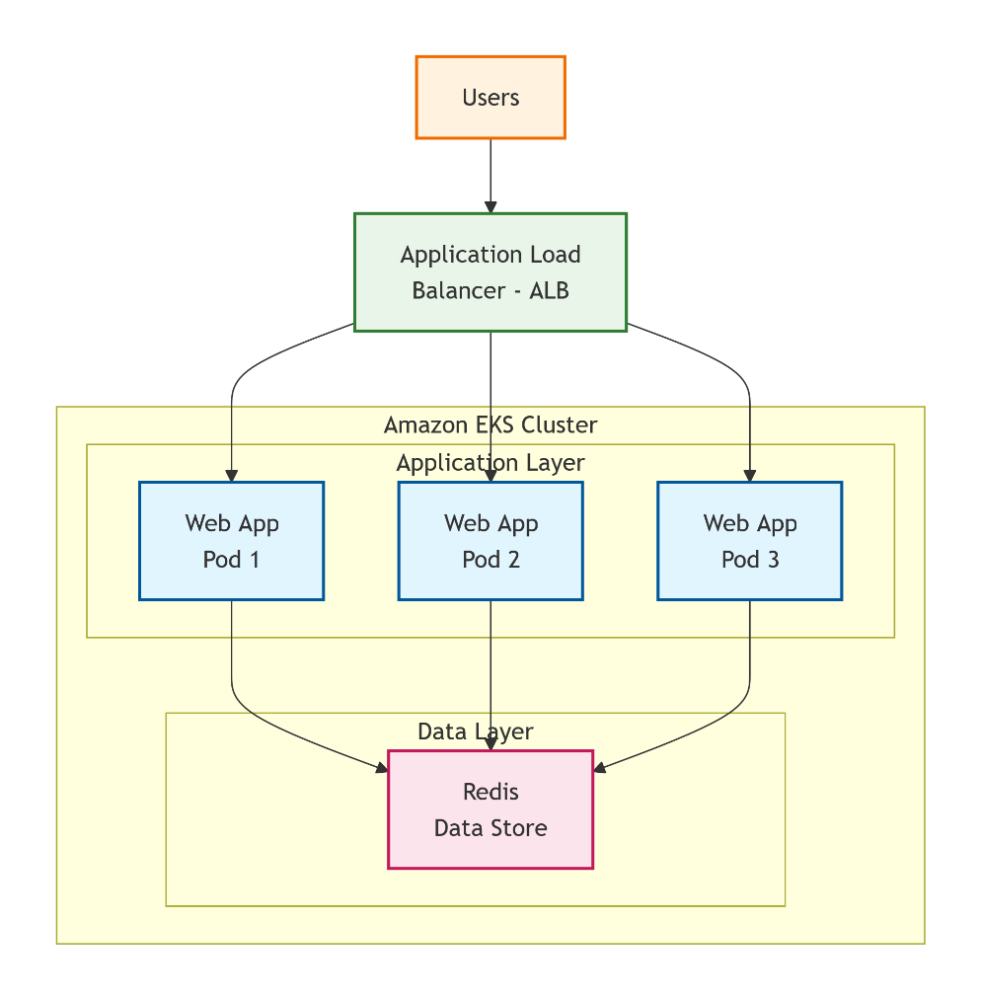 Users
Application Load
Balancer - ALB
Amazon EKS Cluster
Application Layer
Web App
Pod 1
Web App
Pod 2
Web App
Pod 3
Data Layer
Redis
Data Store